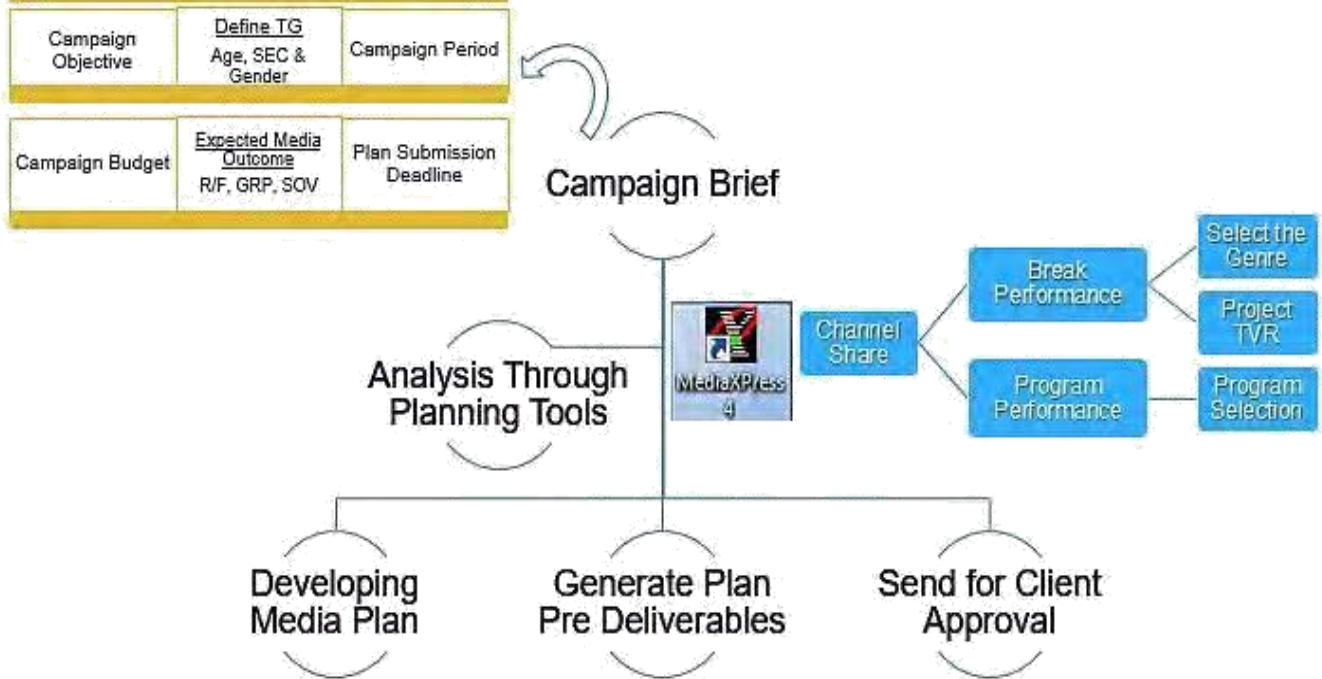 Campaign
Objective
Define TG
Age, SEC &
Gender
Campaign Period
Campaign Budget
Expected Media
Outcome
R/F, GRP, SOV
Plan Submission
Deadline
Campaign Brief
Analysis Through
Planning Tools
MediaXPress
4
Channel
Share
Break
Performance
Select the
Genre
Project
TVR
Program
Performance
Program
Selection
Developing
Media Plan
Generate Plan
Pre Deliverables
Send for Client
Approval